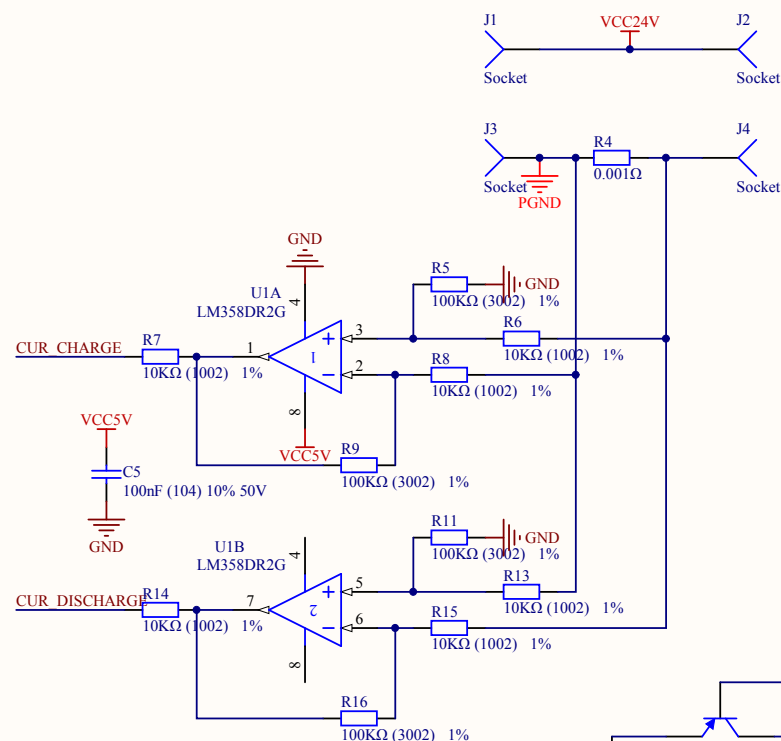 J1
VCC24V
J2
Socket
Socket
J3
R4
J4
0.001Ω
Socket
PGND
Socket
GND
U1A
LM358DR2G
4
R5
GND
100KΩ (3002) 1%
R6
3
10KΩ (1002) 1%
CUR_CHARGE
R7
1
1
2
R8
10KΩ (1002) 1%
10KΩ (1002) 1%
8
VCC5V
R9
VCC5V
100KΩ (3002) 1%
C5
100nF (104) 10% 50V
GND
U1B
LM358DR2G
4
R11
GND
100KΩ (3002) 1%
R13
5
10KΩ (1002) 1%
CUR_DISCHARGE
R14
7
2
6
R15
10KΩ (1002) 1%
10KΩ (1002) 1%
8
R16
100KΩ (3002) 1%